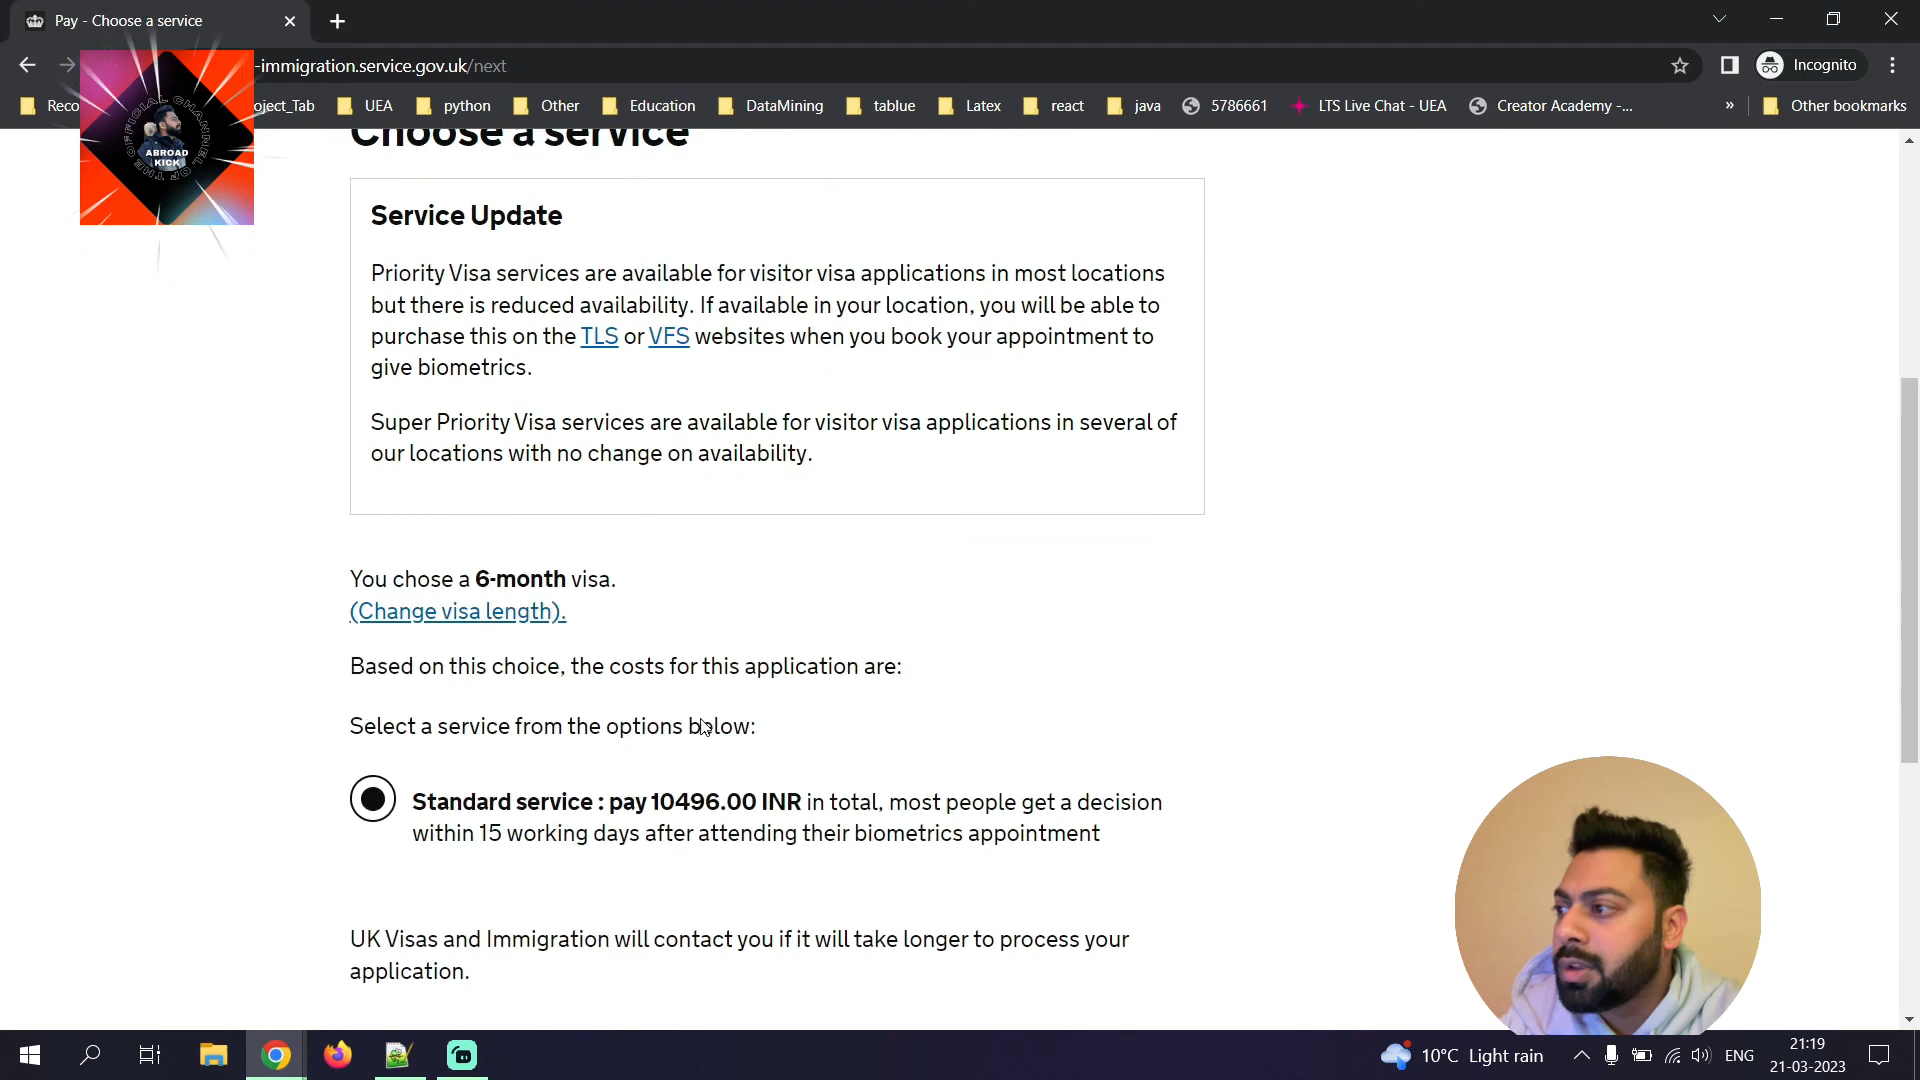 Pay - Choose a service
-immigration.service.gov.uk/next
Incognito
Reco
oject_Tab
UEA
python
Other
Education
DataMining
tablue
Latex
react
java
5786661
LTS Live Chat - UEA
Creator Academy -...
»
Other bookmarks
OFFICIAL CHANNEL OF THE
ABROAD
KICK
Choose a service
Service Update
Priority Visa services are available for visitor visa applications in most locations
but there is reduced availability. If available in your location, you will be able to
purchase this on the TLS or VFS websites when you book your appointment to
give biometrics.
Super Priority Visa services are available for visitor visa applications in several of
our locations with no change on availability.
You chose a 6-month visa.
(Change visa length).
Based on this choice, the costs for this application are:
Select a service from the options below:
Standard service : pay 10496.00 INR in total, most people get a decision
within 15 working days after attending their biometrics appointment
UK Visas and Immigration will contact you if it will take longer to process your
application.
10°C Light rain
ENG
21:19
21-03-2023